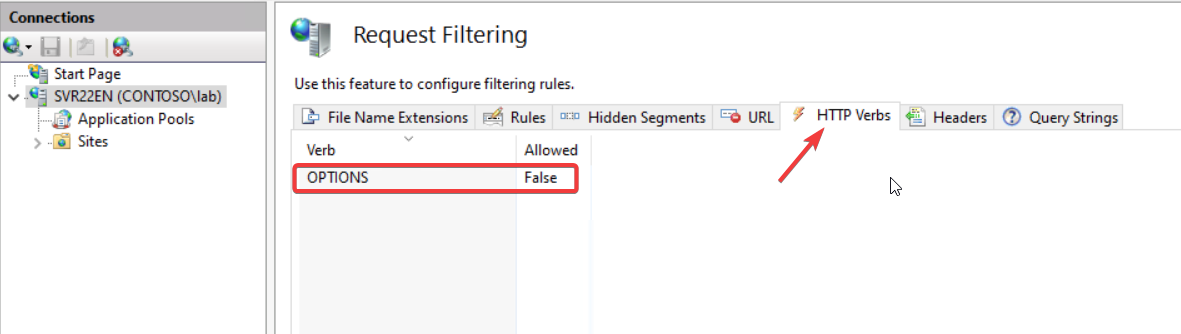 Connections
Start Page
SVR22EN (CONTOSO\lab)
Application Pools
Sites
Request Filtering
Use this feature to configure filtering rules.
File Name Extensions Rules Hidden Segments URL HTTP Verbs Headers Query Strings
Verb Allowed
OPTIONS False